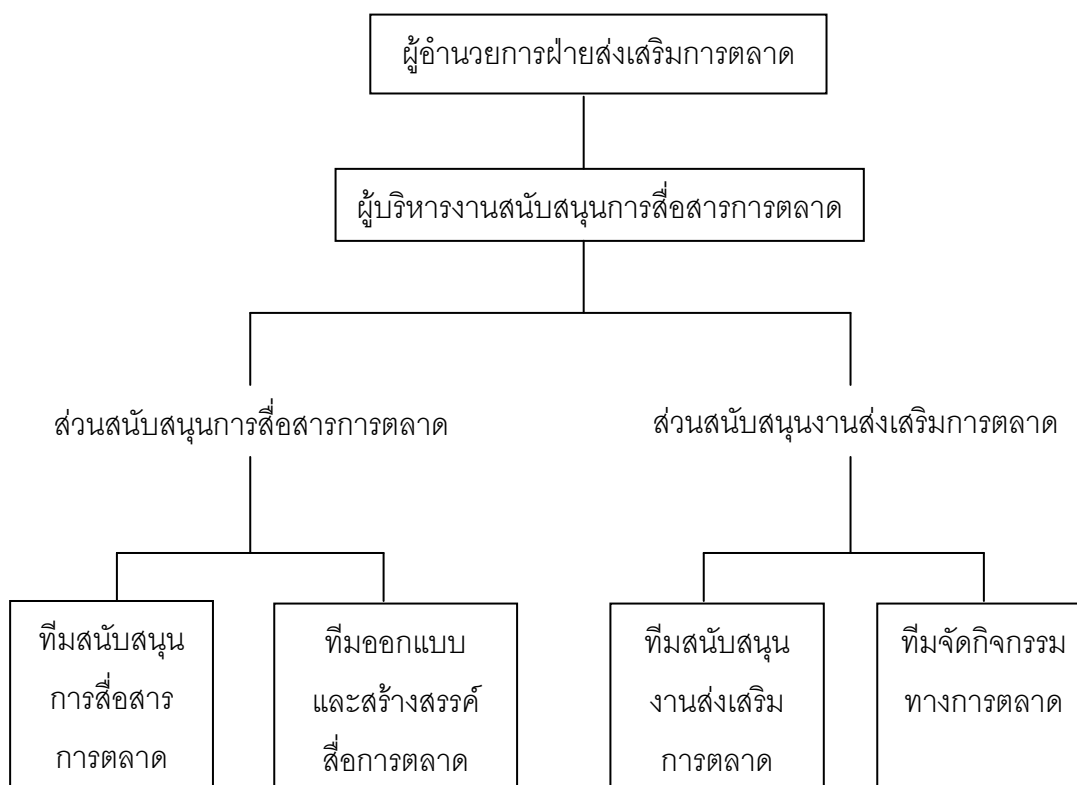 ผู้อำนวยการฝ่ายส่งเสริมการตลาด
ผู้บริหารงานสนับสนุนการสื่อสารการตลาด
ส่วนสนับสนุนการสื่อสารการตลาด
ส่วนสนับสนุนงานส่งเสริมการตลาด
ทีมสนับสนุน
การสื่อสาร
การตลาด
ทีมออกแบบ
และสร้างสรรค์
สื่อการตลาด
ทีมสนับสนุน
งานส่งเสริม
การตลาด
ทีมจัดกิจกรรม
ทางการตลาด